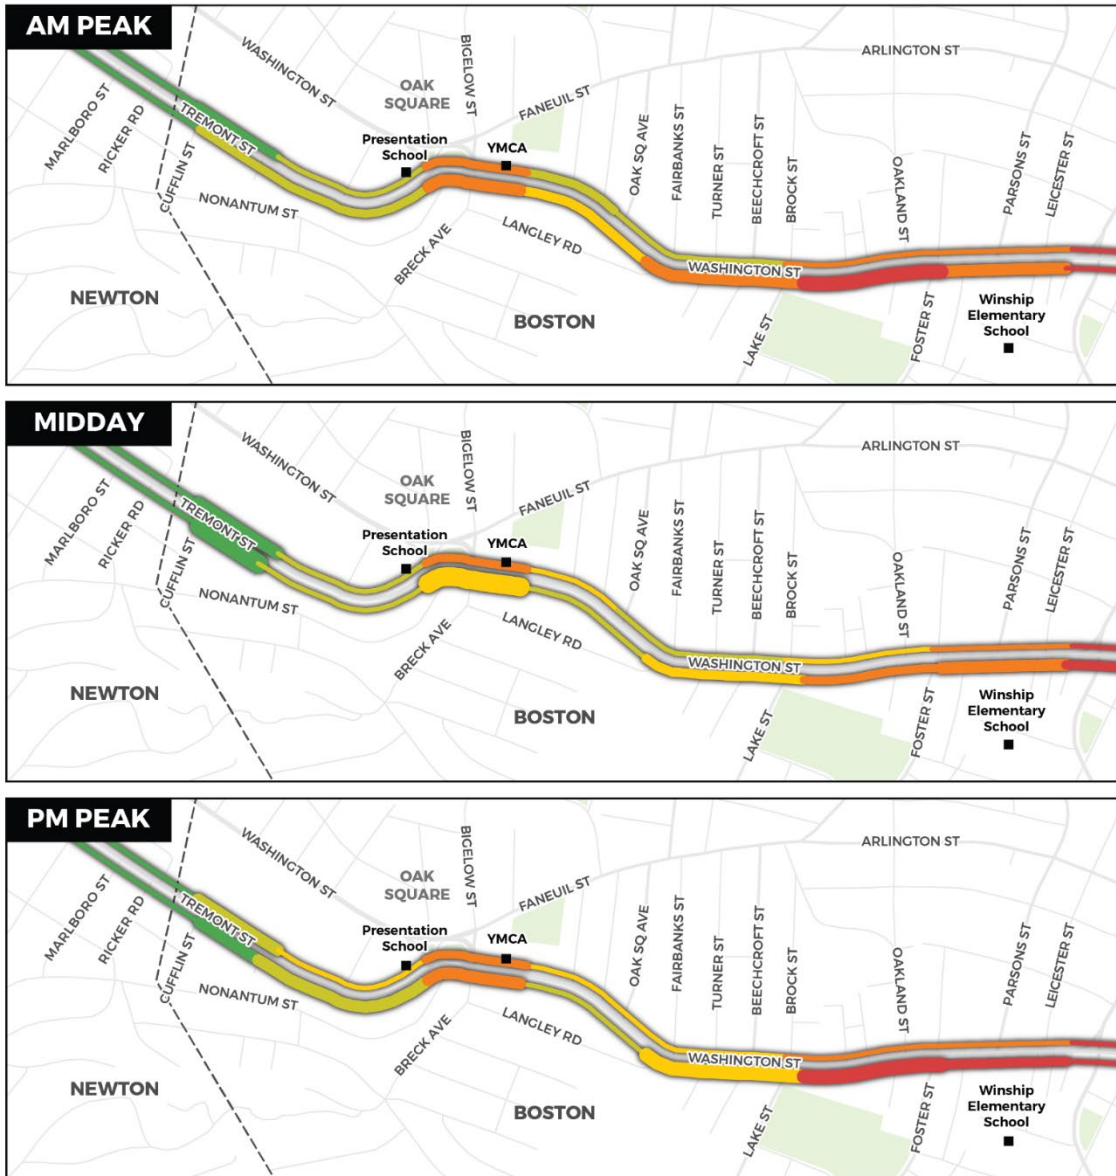 AM PEAK
WASHINGTON ST
OAK
SQUARE
BIGELOW ST
FANEUIL ST
ARLINGTON ST
MARLBORO ST
RICKER RD
TREMONT ST
CUFFLIN ST
NONANTUM ST
Presentation
School
YMCA
BRECK AVE
LANGLEY RD
OAK SQ AVE
FAIRBANKS ST
TURNER ST
BEECHCROFT ST
BROCK ST
OAKLAND ST
PARSONS ST
LEICESTER ST
WASHINGTON ST
LAKE ST
FOSTER ST
Winship
Elementary
School
NEWTON
BOSTON
MIDDAY
WASHINGTON ST
OAK
SQUARE
BIGELOW ST
FANEUIL ST
ARLINGTON ST
MARLBORO ST
RICKER RD
TREMONT ST
CUFFLIN ST
NONANTUM ST
Presentation
School
YMCA
BRECK AVE
LANGLEY RD
OAK SQ AVE
FAIRBANKS ST
TURNER ST
BEECHCROFT ST
BROCK ST
OAKLAND ST
PARSONS ST
LEICESTER ST
WASHINGTON ST
LAKE ST
FOSTER ST
Winship
Elementary
School
NEWTON
BOSTON
PM PEAK
WASHINGTON ST
OAK
SQUARE
BIGELOW ST
FANEUIL ST
ARLINGTON ST
MARLBORO ST
RICKER RD
TREMONT ST
CUFFLIN ST
NONANTUM ST
Presentation
School
YMCA
BRECK AVE
LANGLEY RD
OAK SQ AVE
FAIRBANKS ST
TURNER ST
BEECHCROFT ST
BROCK ST
OAKLAND ST
PARSONS ST
LEICESTER ST
WASHINGTON ST
LAKE ST
FOSTER ST
Winship
Elementary
School
NEWTON
BOSTON